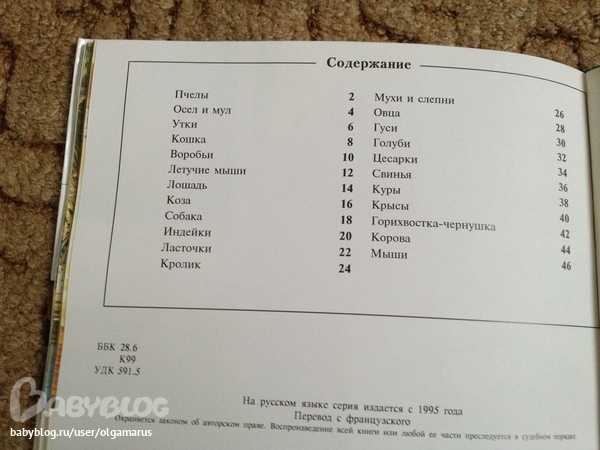 Содержание
Пчелы 2
Осел и мул 4
Утки 6
Кошка 8
Воробьи 10
Летучие мыши 12
Лошадь 14
Коза 16
Собака 18
Индейки 20
Ласточки 22
Кролик 24
Мухи и слепни 26
Овца 28
Гуси 30
Голуби 32
Цесарки 34
Свинья 36
Куры 38
Крысы 40
Горихвостка-чернушка 42
Корова 44
Мыши 46
ББК 28.6
К99
УДК 591.5
На русском языке серия издается с 1995 года
Перевод с французского
Охраняется законом об авторском праве. Воспроизведение всей книги или любой ее части преследуется в судебном порядке.
BABYBLOG
babyblog.ru/user/olgamarus